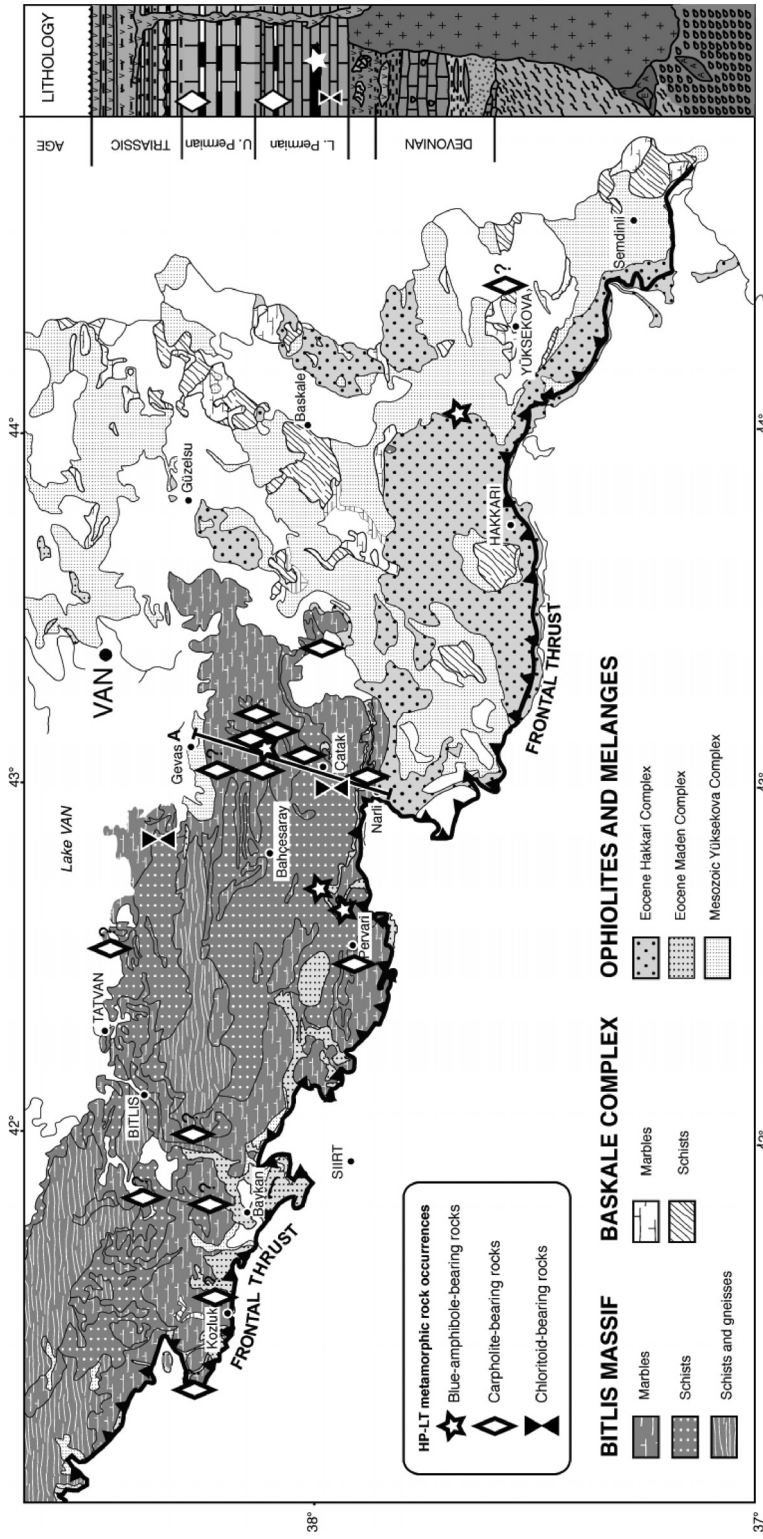 44°
43°
42°
38°
37°
44°
43°
42°
AGE
LITHOLOGY
TRIASSIC
U. Permian
L. Permian
DEVONIAN
Lake VAN
VAN
TATVAN
BITLIS
Gevas
A
Güzelsu
Baskale
Bahçesaray
Çatak
Narli
Pervari
SIIRT
Baykan
Kozluk
HAKKARI
YÜKSEKOVA
Semdinli
?
?
?
?
?
?
?
?
FRONTAL THRUST
FRONTAL THRUST
HP-LT metamorphic rock occurrences
Blue-amphibole-bearing rocks
Carpholite-bearing rocks
Chloritoid-bearing rocks
BITLIS MASSIF
Marbles
Schists
Schists and gneisses
BASKALE COMPLEX
Marbles
Schists
OPHIOLITES AND MELANGES
Eocene Hakkari Complex
Eocene Maden Complex
Mesozoic Yüksekova Complex